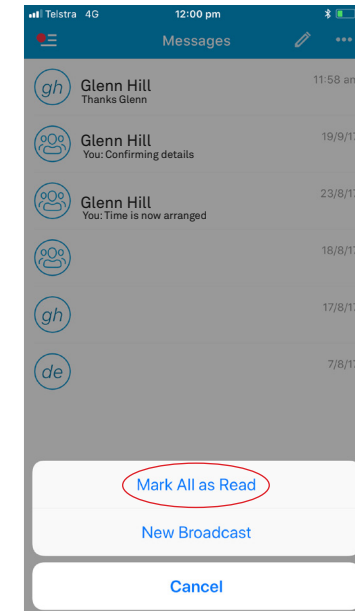 Telstra 4G 12:00 pm
Messages
gh Glenn Hill 11:58 am
Thanks Glenn
Glenn Hill 19/9/17
You: Confirming details
Glenn Hill 23/8/17
You: Time is now arranged
18/8/17
gh 17/8/17
de 7/8/17
Mark All as Read
New Broadcast
Cancel